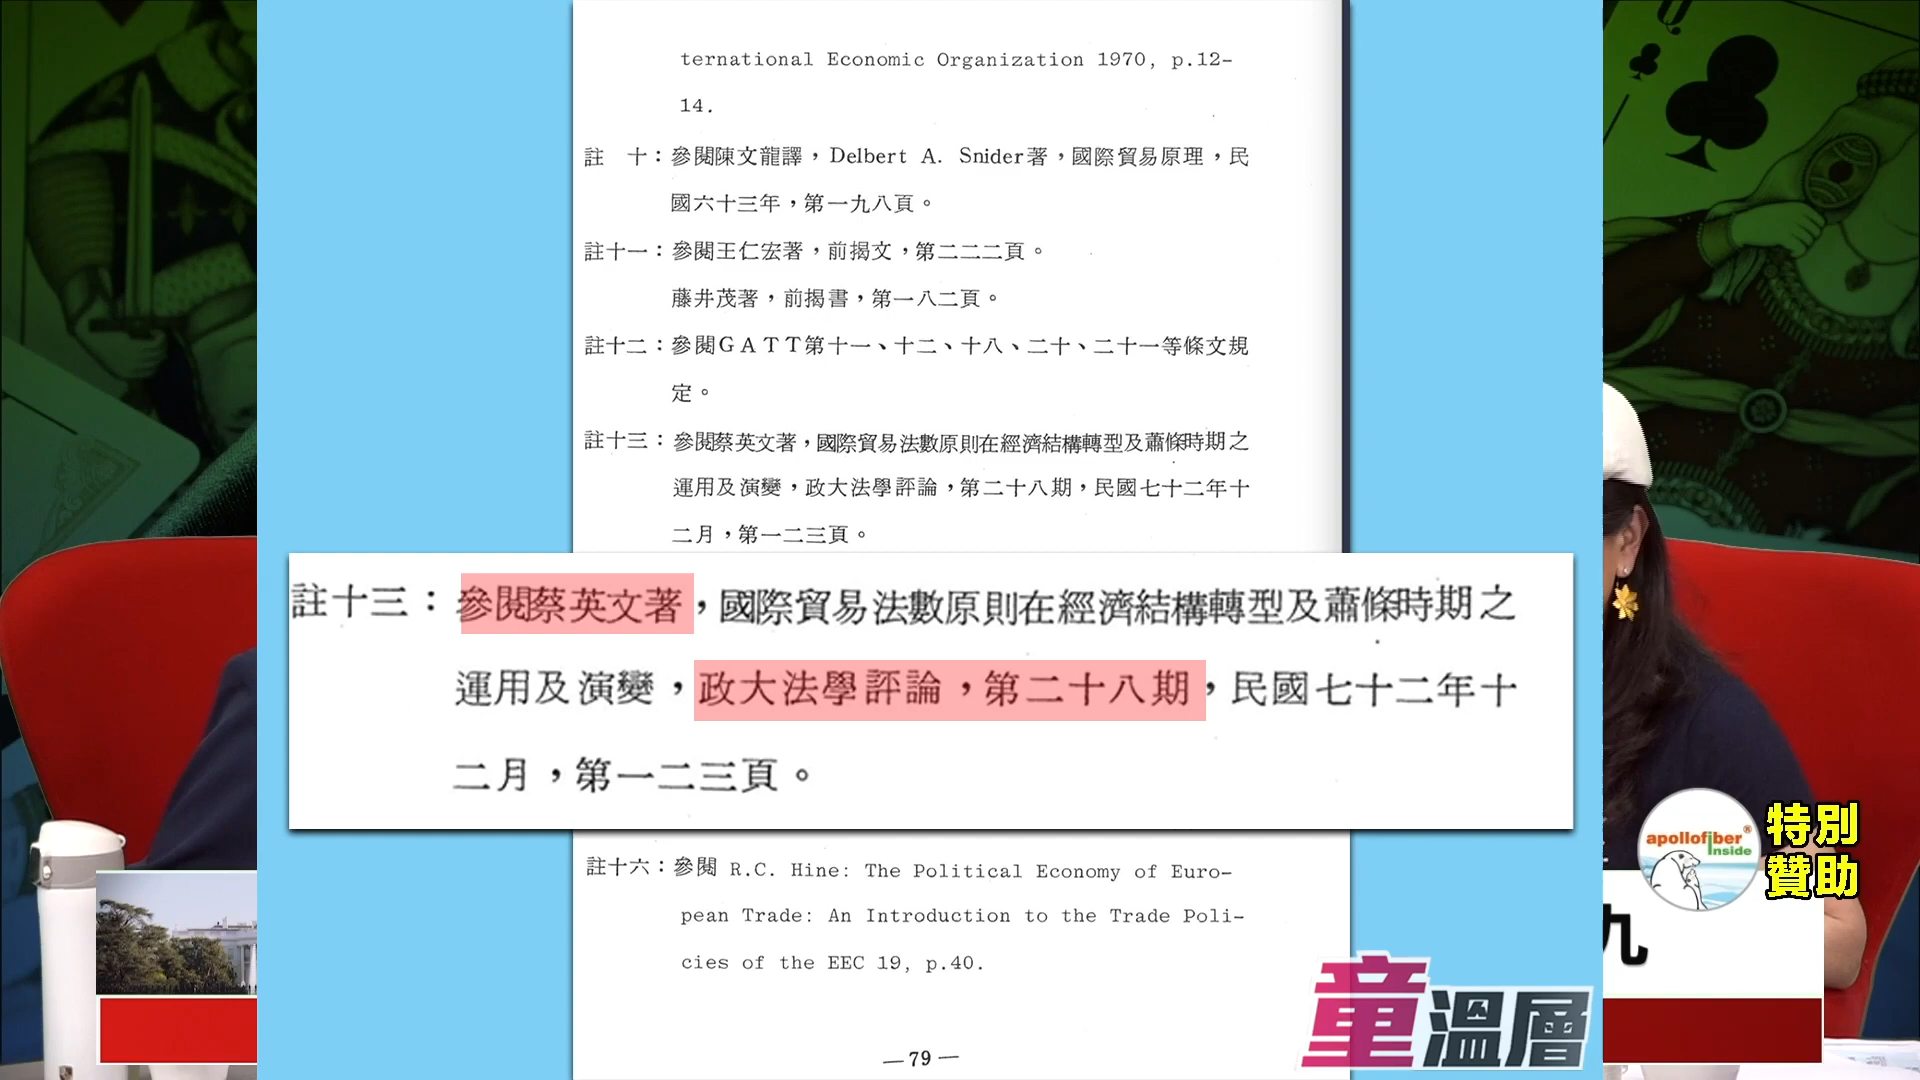 ternational Economic Organization 1970, p.12-
14.
註　十：參閱陳文龍譯，Delbert A. Snider著，國際貿易原理，民
國六十三年，第一九八頁。
註十一：參閱王仁宏著，前揭文，第二二二頁。
藤井茂著，前揭書，第一八二頁。
註十二：參閱GATT第十一、十二、十八、二十、二十一等條文規
定。
註十三：參閱蔡英文著，國際貿易法數原則在經濟結構轉型及蕭條時期之
運用及演變，政大法學評論，第二十八期，民國七十二年十
二月，第一二三頁。
註十三：參閱蔡英文著，國際貿易法數原則在經濟結構轉型及蕭條時期之
運用及演變，政大法學評論，第二十八期，民國七十二年十
二月，第一二三頁。
註十六：參閱 R.C. Hine: The Political Economy of Euro-
pean Trade: An Introduction to the Trade Poli-
cies of the EEC 19, p.40.
—79—
apollofiber®
inside
特別
贊助
九
童溫層